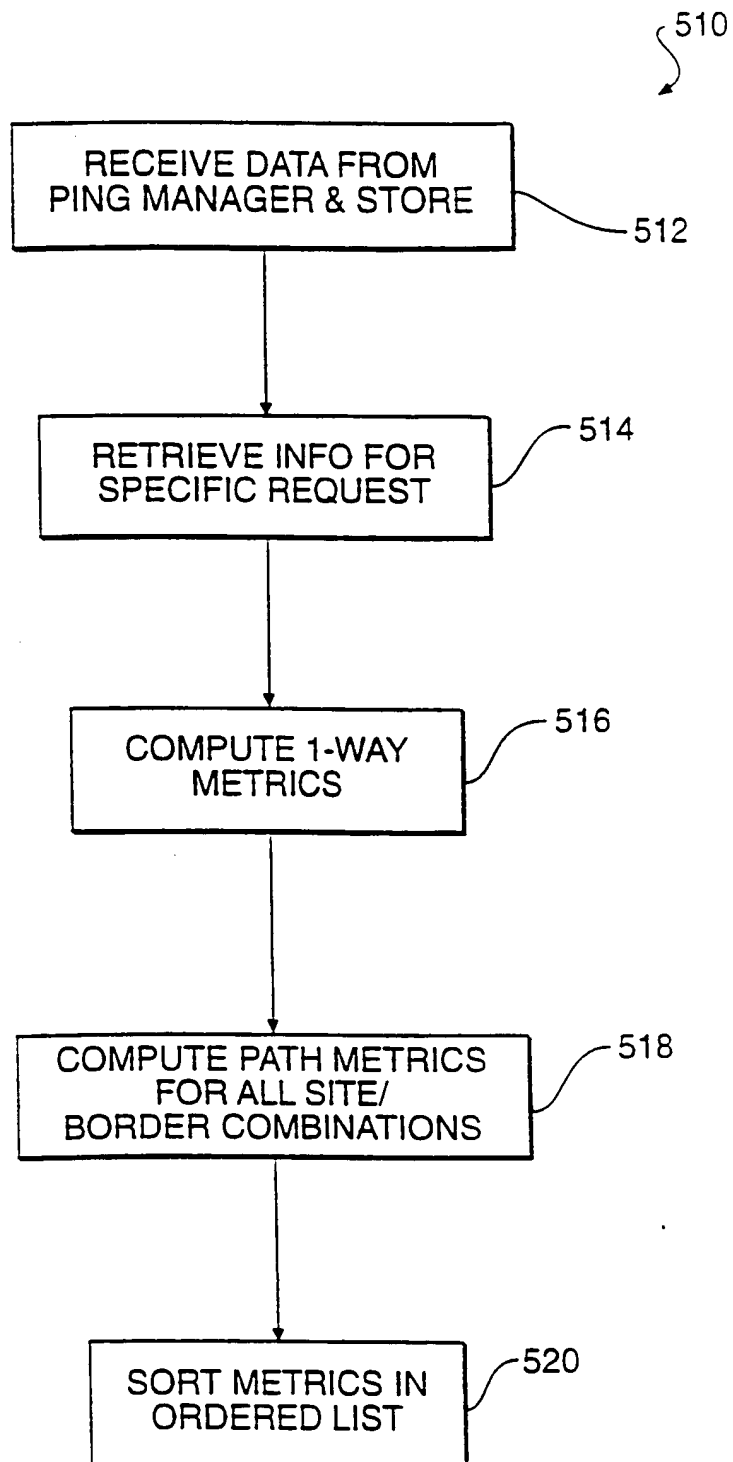 510
RECEIVE DATA FROM
PING MANAGER & STORE
512
RETRIEVE INFO FOR
SPECIFIC REQUEST
514
COMPUTE 1-WAY
METRICS
516
COMPUTE PATH METRICS
FOR ALL SITE/
BORDER COMBINATIONS
518
SORT METRICS IN
ORDERED LIST
520